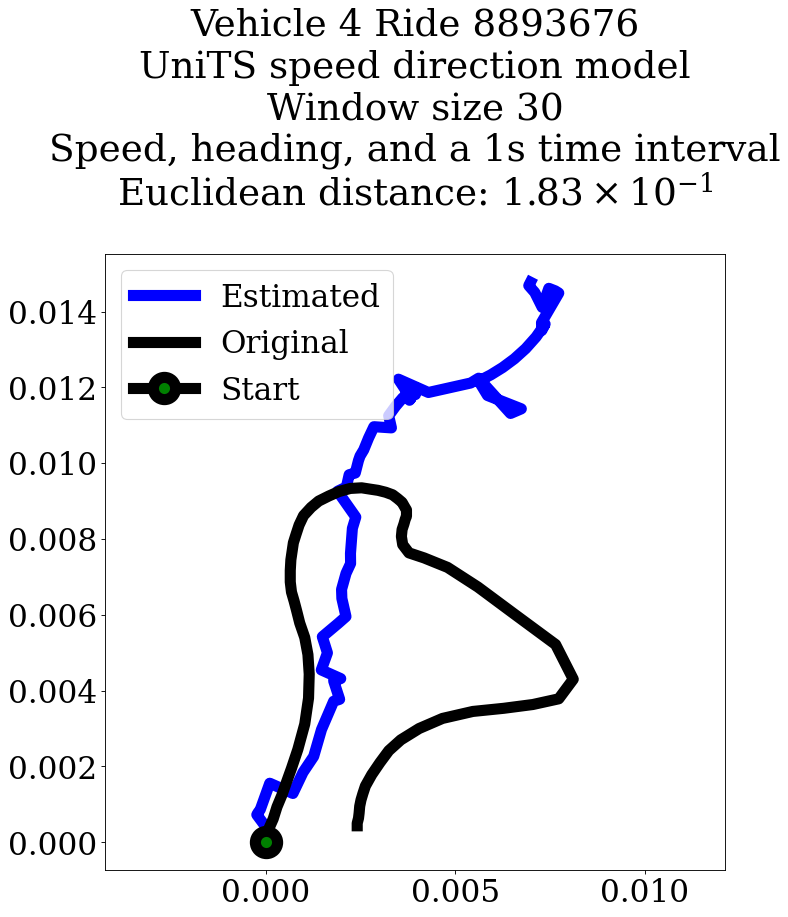 Vehicle 4 Ride 8893676
UniTS speed direction model
Window size 30
Speed, heading, and a 1s time interval
Euclidean distance: 1.83 × 10⁻¹
Estimated
Original
Start
0.014
0.012
0.010
0.008
0.006
0.004
0.002
0.000
0.000 0.005 0.010